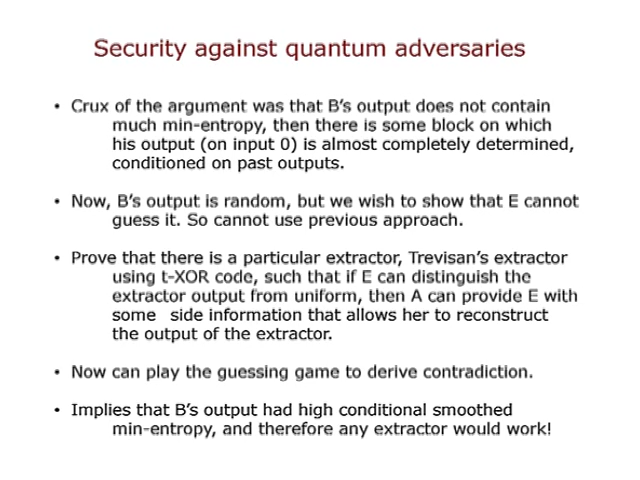 Security against quantum adversaries
• Crux of the argument was that B's output does not contain
much min-entropy, then there is some block on which
his output (on input 0) is almost completely determined,
conditioned on past outputs.
• Now, B's output is random, but we wish to show that E cannot
guess it. So cannot use previous approach.
• Prove that there is a particular extractor, Trevisan's extractor
using t-XOR code, such that if E can distinguish the
extractor output from uniform, then A can provide E with
some side information that allows her to reconstruct
the output of the extractor.
• Now can play the guessing game to derive contradiction.
• Implies that B's output had high conditional smoothed
min-entropy, and therefore any extractor would work!